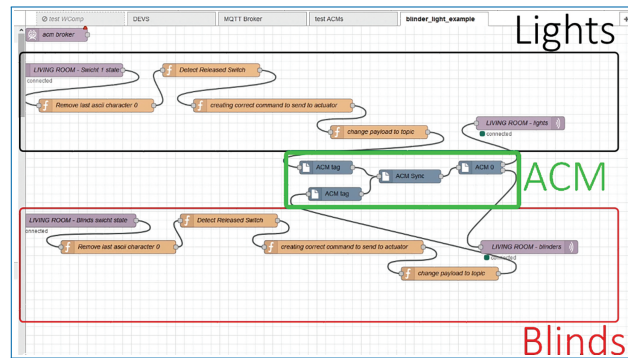 test WComp
DEVS
MQTT Broker
test ACMs
blinder_light_example
acm broker
Lights
LIVING ROOM - Swicht 1 state
connected
Detect Released Switch
Remove last ascii character 0
creating correct command to send to actuator
change payload to topic
LIVING ROOM - lights
connected
ACM tag
ACM Sync
ACM 0
ACM tag
ACM
LIVING ROOM - Blinds swicht state
onnected
Detect Released Switch
Remove last ascii character 0
creating correct command to send to actuator
change payload to topic
LIVING ROOM - blinders
connected
Blinds